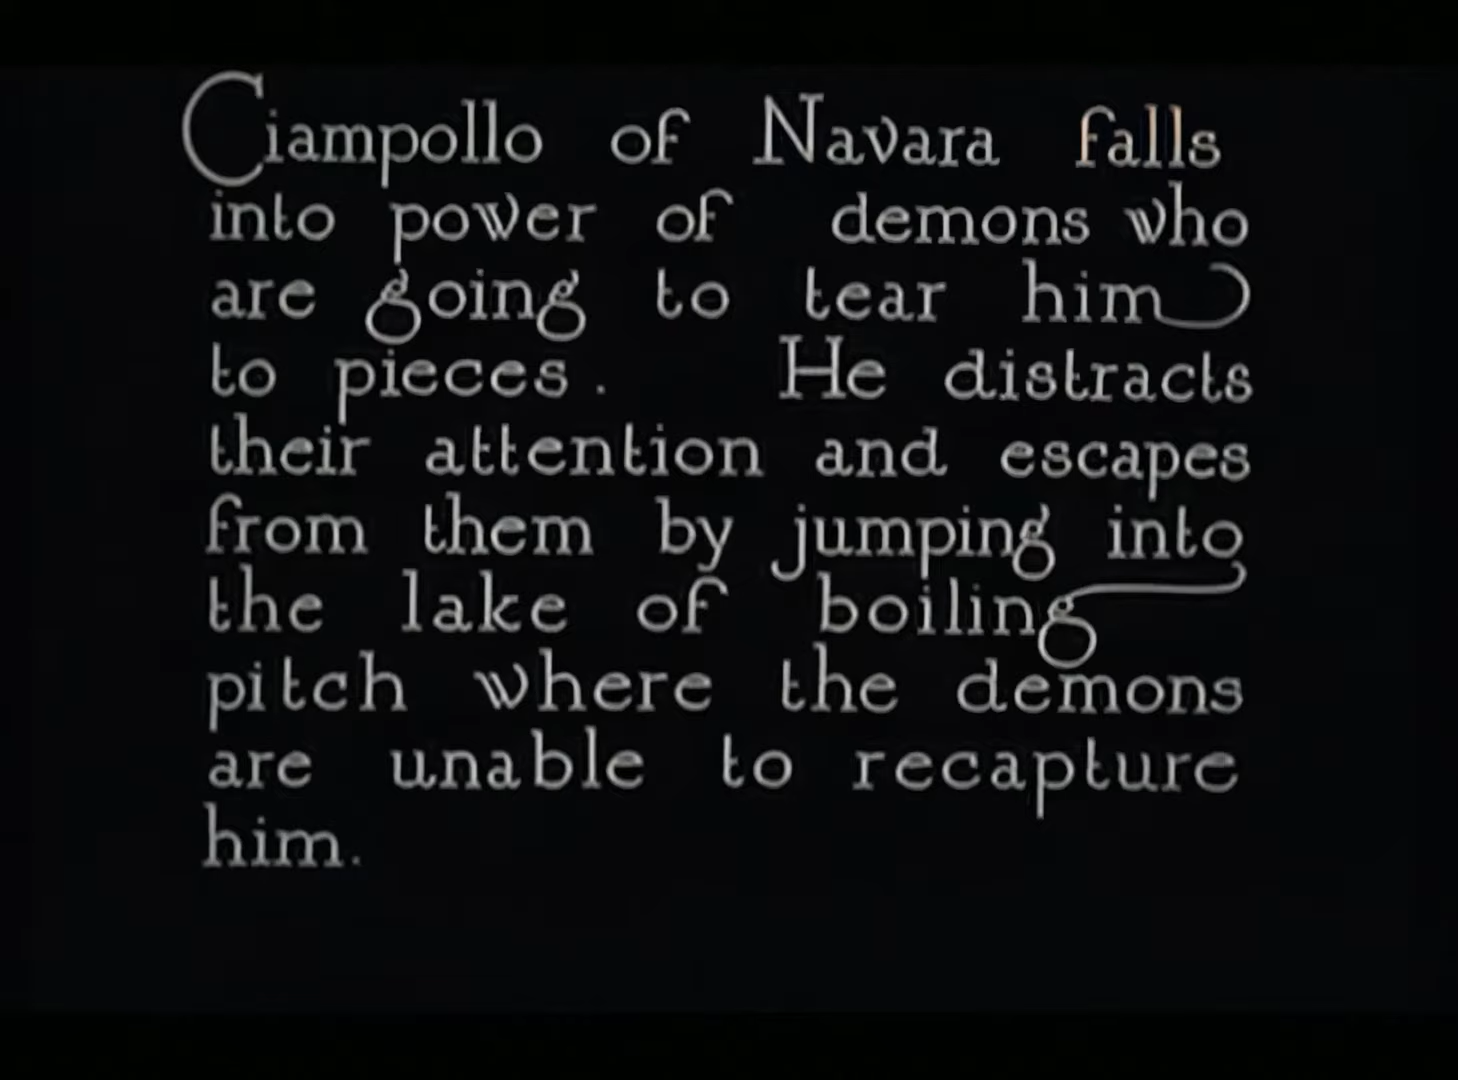 Ciampollo of Navara falls
into power of demons who
are going to tear him
to pieces. He distracts
their attention and escapes
from them by jumping into
the lake of boiling
pitch where the demons
are unable to recapture
him.